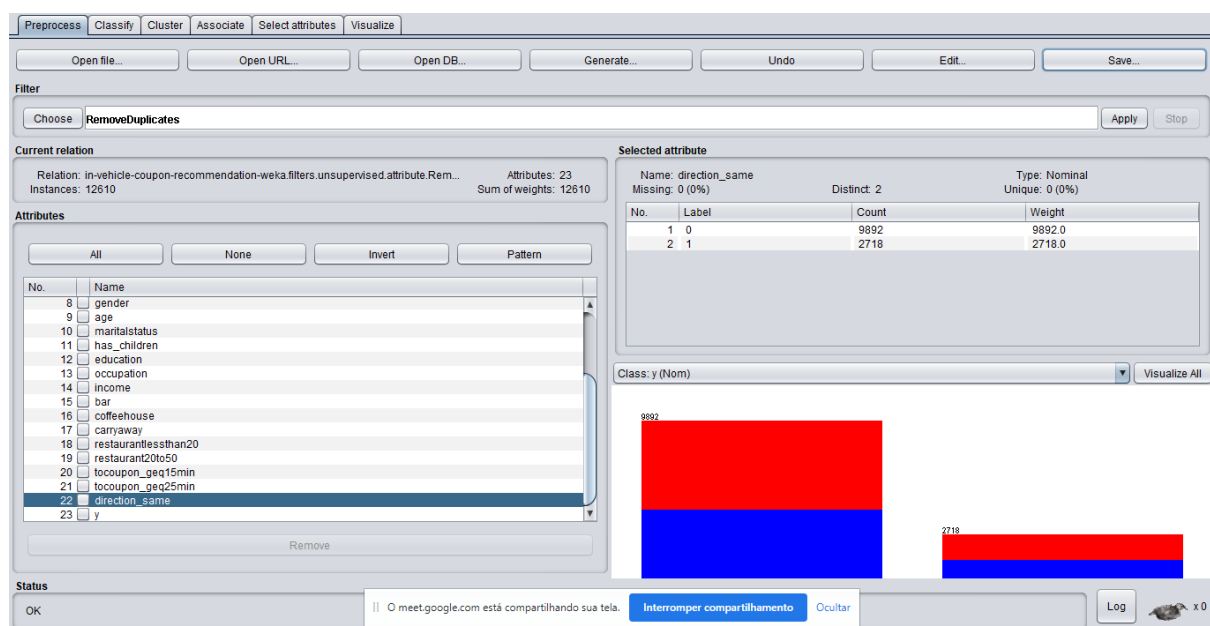 Preprocess Classify Cluster Associate Select attributes Visualize
Open file... Open URL... Open DB... Generate... Undo Edit... Save...
Filter
Choose RemoveDuplicates Apply Stop
Current relation
Relation: in-vehicle-coupon-recommendation-weka.filters.unsupervised.attribute.Rem... Attributes: 23
Instances: 12610 Sum of weights: 12610
Attributes
All None Invert Pattern
No. Name
8 gender
9 age
10 maritalstatus
11 has_children
12 education
13 occupation
14 income
15 bar
16 coffeehouse
17 carryaway
18 restaurantlessthan20
19 restaurant20to50
20 tocoupon_geq15min
21 tocoupon_geq25min
22 direction_same
23 y
Remove
Selected attribute
Name: direction_same Type: Nominal
Missing: 0 (0%) Distinct: 2 Unique: 0 (0%)
No. Label Count Weight
1 0 9892 9892.0
2 1 2718 2718.0
Class: y (Nom) Visualize All
9892
2718
Status
OK
O meet.google.com está compartilhando sua tela. Interromper compartilhamento Ocultar
Log x 0